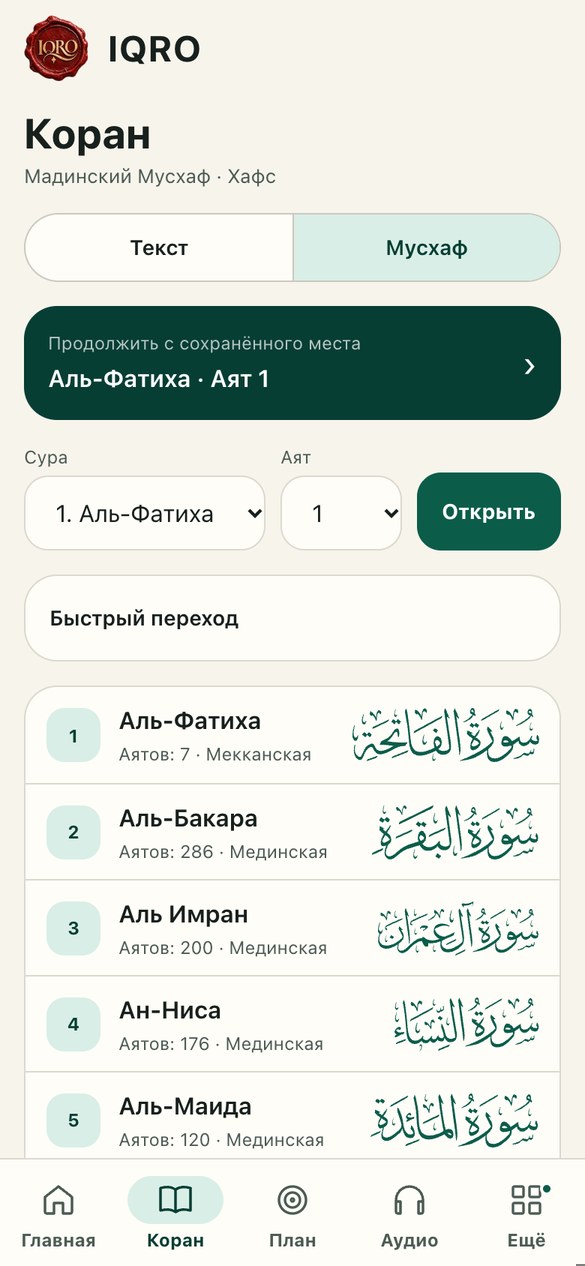 IQRO
IQRO
Коран
Мадинский Мусхаф · Хафс
Текст
Мусхаф
Продолжить с сохранённого места
Аль-Фатиха · Аят 1
›
Сура
Аят
1. Аль-Фатиха
1
Открыть
Быстрый переход
1
Аль-Фатиха
Аятов: 7 · Мекканская
سُورَةُ الفَاتِحَةِ
2
Аль-Бакара
Аятов: 286 · Мединская
سُورَةُ البَقَرَةِ
3
Аль Имран
Аятов: 200 · Мединская
سُورَةُ آلِ عِمۡرَانَ
4
Ан-Ниса
Аятов: 176 · Мединская
سُورَةُ النِّسَاءِ
5
Аль-Маида
Аятов: 120 · Мединская
سُورَةُ المَائـِدَةِ
Главная
Коран
План
Аудио
Ещё